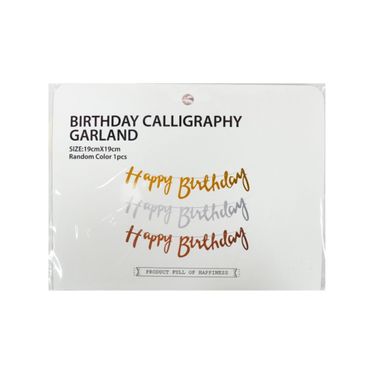 BIRTHDAY CALLIGRAPHY
GARLAND
SIZE:19cmX19cm
Random Color 1pcs
Happy Birthday
Happy Birthday
Happy Birthday
PRODUCT FULL OF HAPPINESS